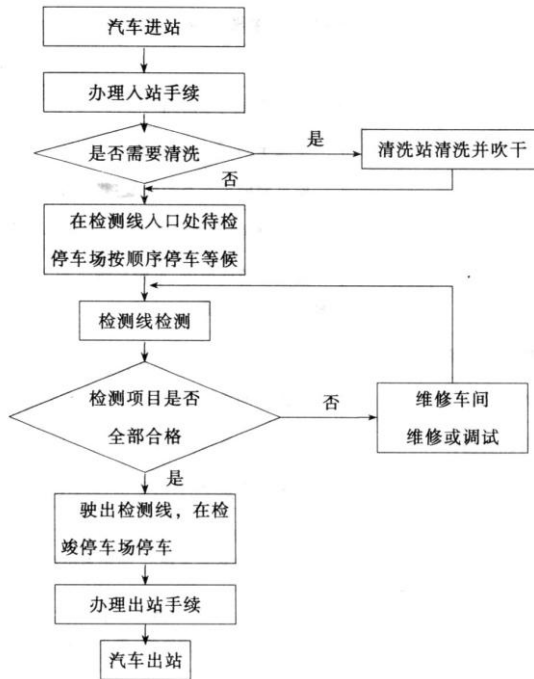 汽车进站
办理入站手续
是否需要清洗
是
清洗站清洗并吹干
否
在检测线入口处待检
停车场按顺序停车等候
检测线检测
检测项目是否
全部合格
否
维修车间
维修或调试
是
驶出检测线，在检
竣停车场停车
办理出站手续
汽车出站